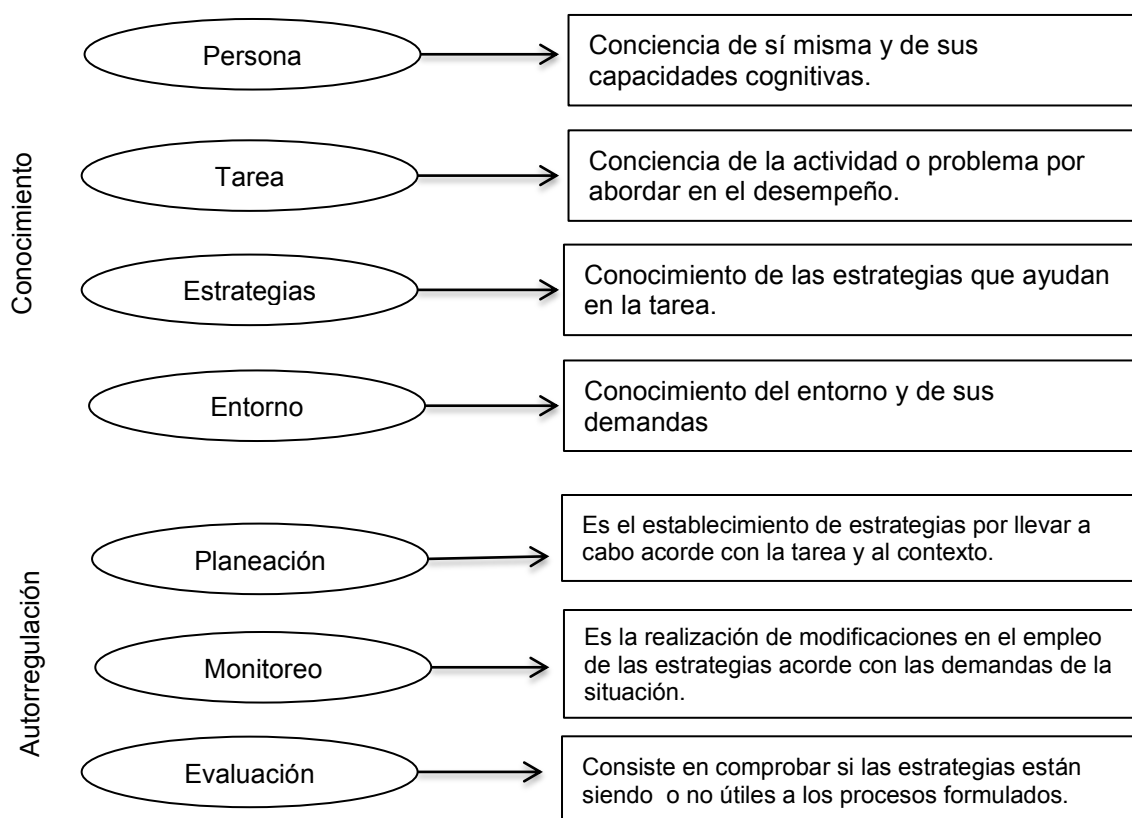 Conocimiento
Persona
Conciencia de sí misma y de sus
capacidades cognitivas.
Tarea
Conciencia de la actividad o problema por
abordar en el desempeño.
Estrategias
Conocimiento de las estrategias que ayudan
en la tarea.
Entorno
Conocimiento del entorno y de sus
demandas
Autorregulación
Planeación
Es el establecimiento de estrategias por llevar a
cabo acorde con la tarea y al contexto.
Monitoreo
Es la realización de modificaciones en el empleo
de las estrategias acorde con las demandas de la
situación.
Evaluación
Consiste en comprobar si las estrategias están
siendo o no útiles a los procesos formulados.